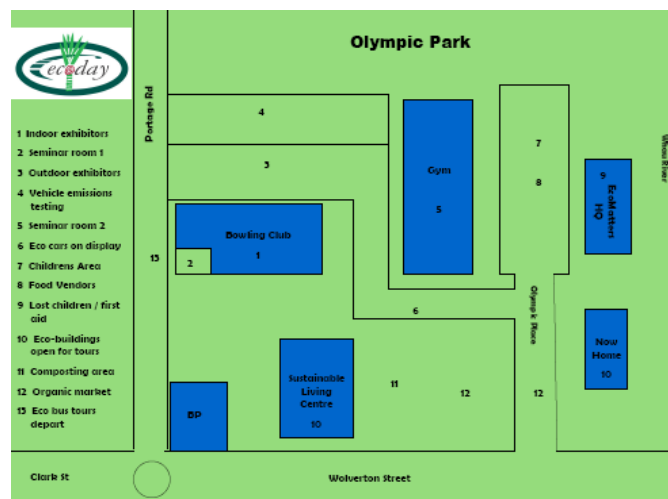 ecoday
Olympic Park
Portage Rd
Whau River
1 Indoor exhibitors
2 Seminar room 1
3 Outdoor exhibitors
4 Vehicle emissions
testing
5 Seminar room 2
6 Eco cars on display
7 Childrens Area
8 Food Vendors
9 Lost children / first
aid
10 Eco-buildings
open for tours
11 Composting area
12 Organic market
13 Eco bus tours
depart
4
3
Gym
5
7
8
9
EcoMatters
HQ
Bowling Club
1
2
13
6
Olympic Place
Now
Home
10
Sustainable
Living
Centre
10
11
12
12
BP
Clark St
Wolverton Street